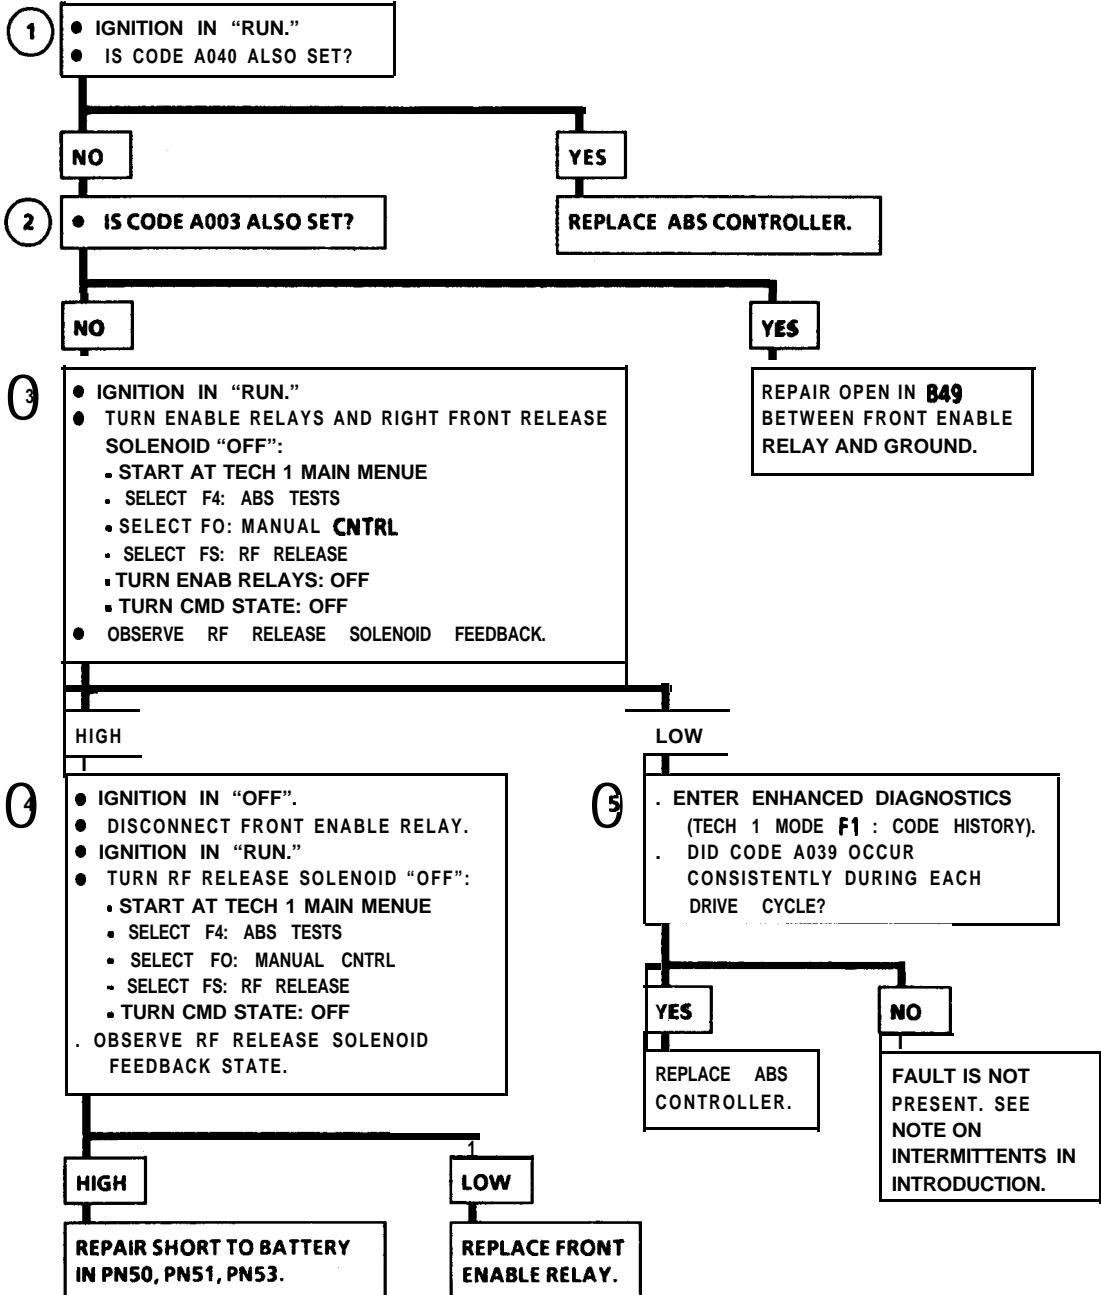 1
● IGNITION IN “RUN.”
● IS CODE A040 ALSO SET?
NO
YES
2
● IS CODE A003 ALSO SET?
REPLACE ABS CONTROLLER.
NO
YES
3
● IGNITION IN “RUN.”
● TURN ENABLE RELAYS AND RIGHT FRONT RELEASE
SOLENOID “OFF”:
▪ START AT TECH 1 MAIN MENUE
▪ SELECT F4: ABS TESTS
▪ SELECT FO: MANUAL CNTRL
▪ SELECT FS: RF RELEASE
▪ TURN ENAB RELAYS: OFF
▪ TURN CMD STATE: OFF
● OBSERVE RF RELEASE SOLENOID FEEDBACK.
REPAIR OPEN IN B49
BETWEEN FRONT ENABLE
RELAY AND GROUND.
HIGH
LOW
4
● IGNITION IN “OFF”.
● DISCONNECT FRONT ENABLE RELAY.
● IGNITION IN “RUN.”
● TURN RF RELEASE SOLENOID “OFF”:
▪ START AT TECH 1 MAIN MENUE
▪ SELECT F4: ABS TESTS
▪ SELECT FO: MANUAL CNTRL
▪ SELECT FS: RF RELEASE
▪ TURN CMD STATE: OFF
. OBSERVE RF RELEASE SOLENOID
FEEDBACK STATE.
5
. ENTER ENHANCED DIAGNOSTICS
(TECH 1 MODE F1 : CODE HISTORY).
. DID CODE A039 OCCUR
CONSISTENTLY DURING EACH
DRIVE CYCLE?
YES
NO
REPLACE ABS
CONTROLLER.
FAULT IS NOT
PRESENT. SEE
NOTE ON
INTERMITTENTS IN
INTRODUCTION.
1
HIGH
LOW
REPAIR SHORT TO BATTERY
IN PN50, PN51, PN53.
REPLACE FRONT
ENABLE RELAY.